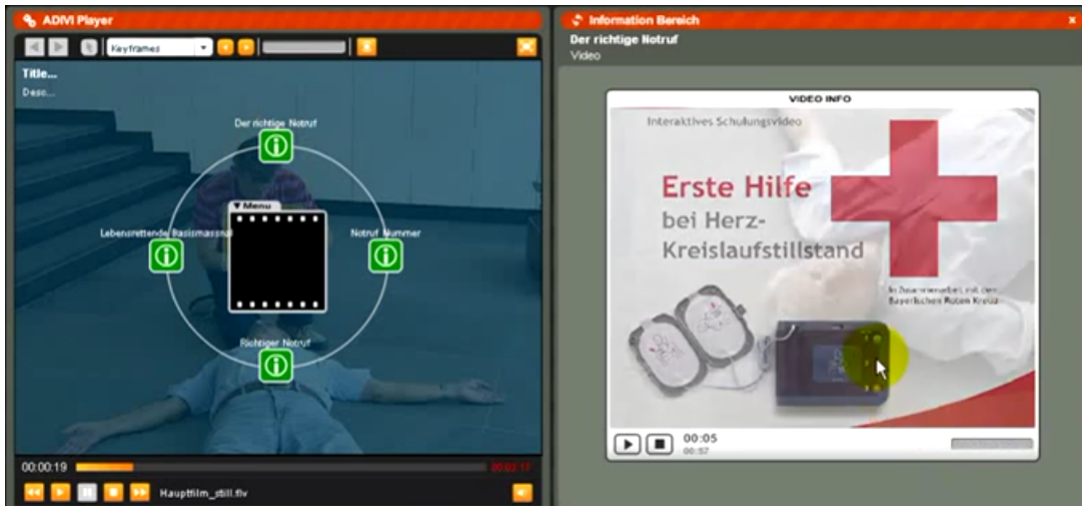 ADIVI Player
Keyframes
Title...
Desc...
Der richtige Notruf
▼ Menu
Lebensrettende Basismassnal
Notruf Nummer
Richtiger Notruf
00:00:19
Hauptfilm_still.flv
Information Bereich
x
Der richtige Notruf
Video
VIDEO INFO
Interaktives Schulungsvideo
Erste Hilfe
bei Herz-
Kreislaufstillstand
In Zusammenarbeit mit dem
Bayerischen Roten Kreuz
00:05
00:57